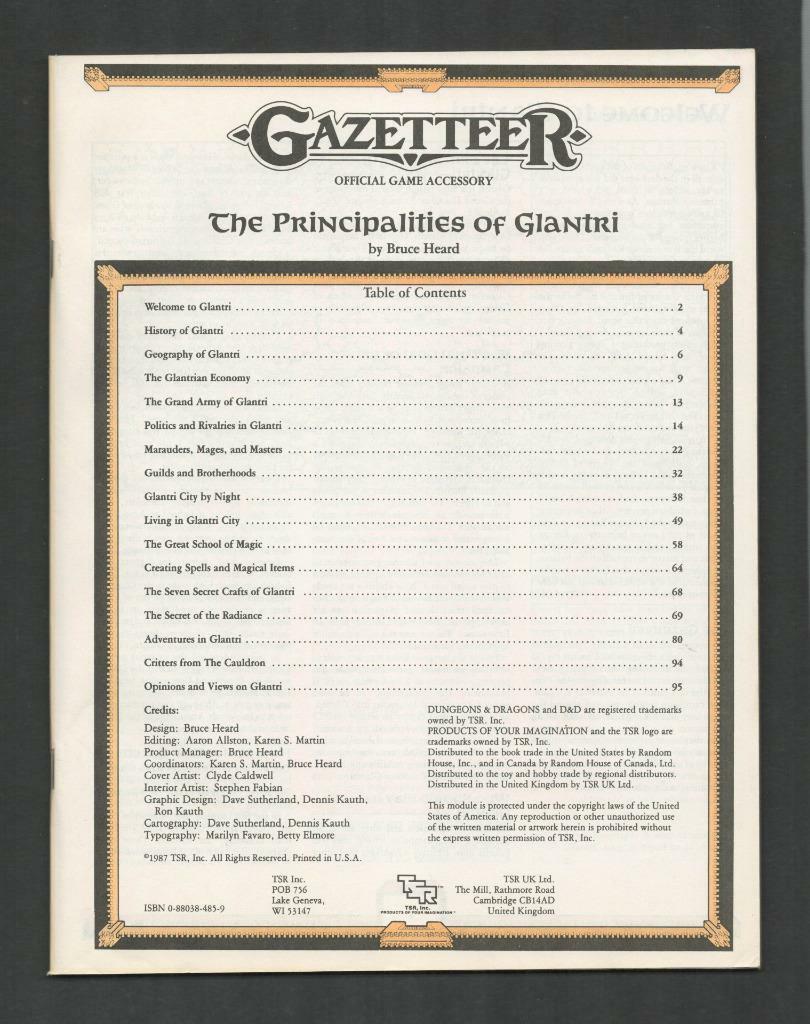 GAZETTEER
OFFICIAL GAME ACCESSORY
The Principalities of Glantri
by Bruce Heard
Table of Contents
Welcome to Glantri ........ 2
History of Glantri ........ 4
Geography of Glantri ........ 6
The Glantrian Economy ........ 9
The Grand Army of Glantri ........ 13
Politics and Rivalries in Glantri ........ 14
Marauders, Mages, and Masters ........ 22
Guilds and Brotherhoods ........ 32
Glantri City by Night ........ 38
Living in Glantri City ........ 49
The Great School of Magic ........ 58
Creating Spells and Magical Items ........ 64
The Seven Secret Crafts of Glantri ........ 68
The Secret of the Radiance ........ 69
Adventures in Glantri ........ 80
Critters from The Cauldron ........ 94
Opinions and Views on Glantri ........ 95
Credits:
Design: Bruce Heard
Editing: Aaron Allston, Karen S. Martin
Product Manager: Bruce Heard
Coordinators: Karen S. Martin, Bruce Heard
Cover Artist: Clyde Caldwell
Interior Artist: Stephen Fabian
Graphic Design: Dave Sutherland, Dennis Kauth,
Ron Kauth
Cartography: Dave Sutherland, Dennis Kauth
Typography: Marilyn Favaro, Betty Elmore
©1987 TSR, Inc. All Rights Reserved. Printed in U.S.A.
DUNGEONS & DRAGONS and D&D are registered trademarks
owned by TSR. Inc.
PRODUCTS OF YOUR IMAGINATION and the TSR logo are
trademarks owned by TSR, Inc.
Distributed to the book trade in the United States by Random
House, Inc., and in Canada by Random House of Canada, Ltd.
Distributed to the toy and hobby trade by regional distributors.
Distributed in the United Kingdom by TSR UK Ltd.
This module is protected under the copyright laws of the United
States of America. Any reproduction or other unauthorized use
of the written material or artwork herein is prohibited without
the express written permission of TSR, Inc.
ISBN 0-88038-485-9
TSR Inc.
POB 756
Lake Geneva,
WI 53147
TSR
TSR, Inc.
PRODUCTS OF YOUR IMAGINATION™
TSR UK Ltd.
The Mill, Rathmore Road
Cambridge CB14AD
United Kingdom